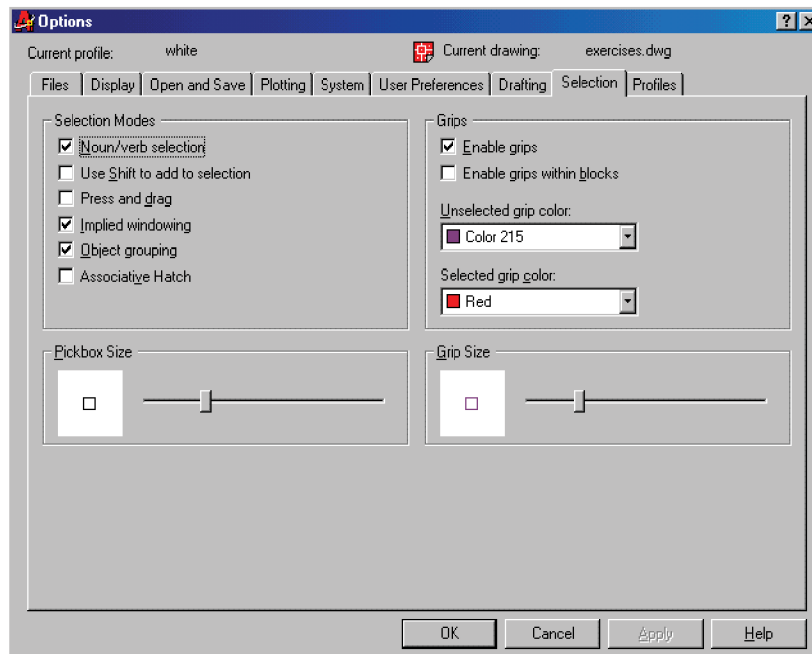 Options
Current profile: white Current drawing: exercises.dwg
Files Display Open and Save Plotting System User Preferences Drafting Selection Profiles
Selection Modes
Noun/verb selection
Use Shift to add to selection
Press and drag
Implied windowing
Object grouping
Associative Hatch
Grips
Enable grips
Enable grips within blocks
Unselected grip color:
Color 215
Selected grip color:
Red
Pickbox Size
Grip Size
OK Cancel Apply Help